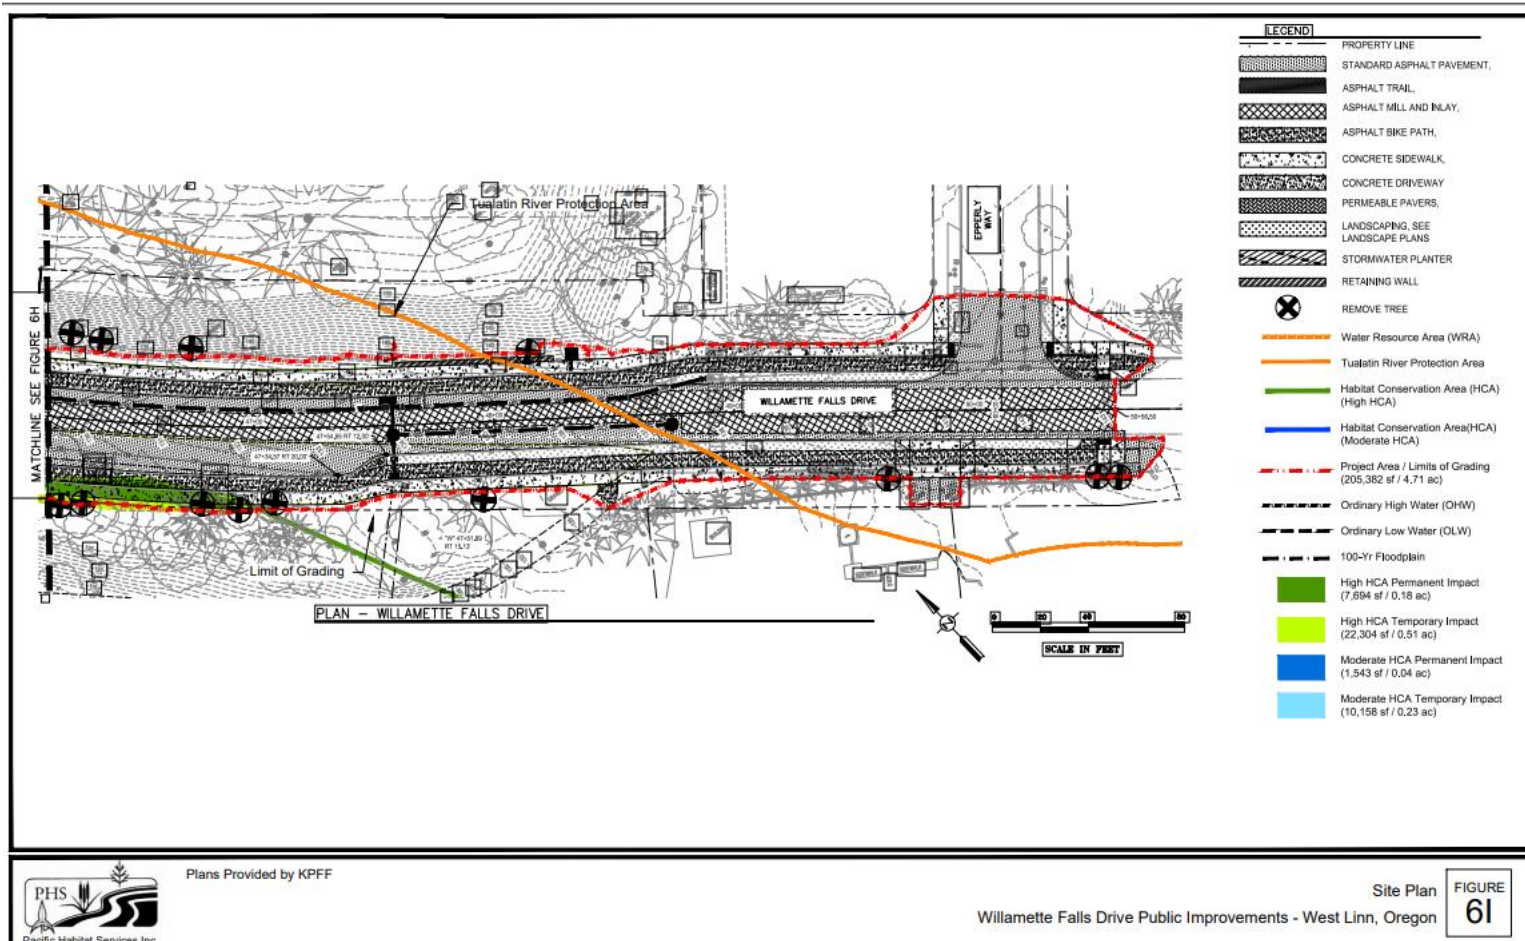 LEGEND
PROPERTY LINE
STANDARD ASPHALT PAVEMENT,
ASPHALT TRAIL,
ASPHALT MILL AND INLAY,
ASPHALT BIKE PATH,
CONCRETE SIDEWALK,
CONCRETE DRIVEWAY
PERMEABLE PAVERS,
LANDSCAPING, SEE
LANDSCAPE PLANS
STORMWATER PLANTER
RETAINING WALL
REMOVE TREE
Water Resource Area (WRA)
Tualatin River Protection Area
Habitat Conservation Area (HCA)
(High HCA)
Habitat Conservation Area(HCA)
(Moderate HCA)
Project Area / Limits of Grading
(205,382 sf / 4.71 ac)
Ordinary High Water (OHW)
Ordinary Low Water (OLW)
100-Yr Floodplain
High HCA Permanent Impact
(7,694 sf / 0.18 ac)
High HCA Temporary Impact
(22,304 sf / 0.51 ac)
Moderate HCA Permanent Impact
(1,543 sf / 0.04 ac)
Moderate HCA Temporary Impact
(10,158 sf / 0.23 ac)
Tualatin River Protection Area
EPPERLY
WAY
MATCHLINE SEE FIGURE 6H
WILLAMETTE FALLS DRIVE
Limit of Grading
PLAN – WILLAMETTE FALLS DRIVE
0 20 40 80
SCALE IN FEET
PHS
Pacific Habitat Services Inc
Plans Provided by KPFF
Site Plan
Willamette Falls Drive Public Improvements - West Linn, Oregon
FIGURE
6I